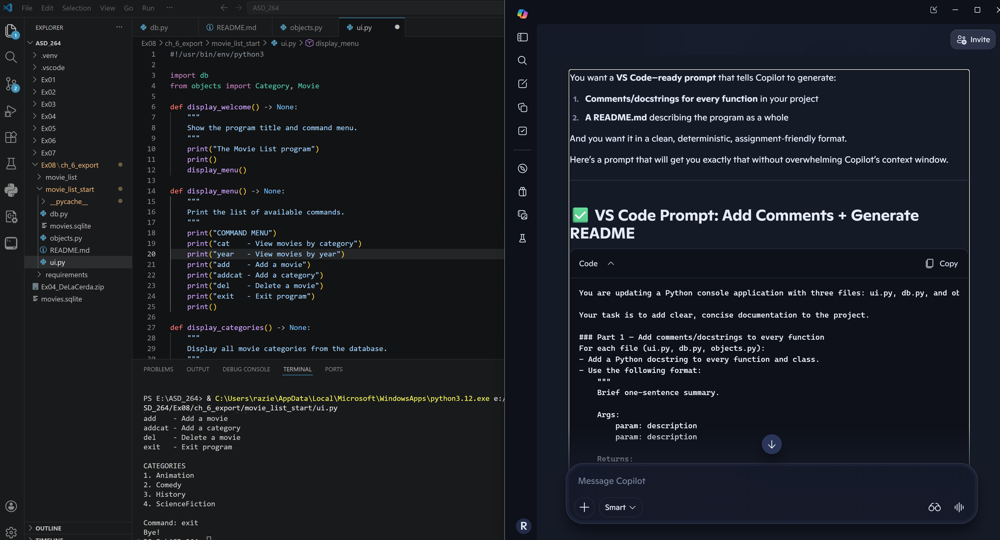 File Edit Selection View Go Run ··· ASD_264
EXPLORER ···
ASD_264
.venv
.vscode
Ex01
Ex02
Ex03
Ex04
Ex05
Ex06
Ex07
Ex08\ch_6_export
movie_list
movie_list_start
__pycache__
db.py
movies.sqlite
objects.py
README.md
ui.py
requirements
Ex04_DeLaCerda.zip
movies.sqlite
OUTLINE
TIMELINE
1
2
db.py README.md objects.py ui.py
Ex08 > ch_6_export > movie_list_start > ui.py > display_menu
1 #!/usr/bin/env/python3
2
3 import db
4 from objects import Category, Movie
5
6 def display_welcome() -> None:
7 """
8 Show the program title and command menu.
9 """
10 print("The Movie List program")
11 print()
12 display_menu()
13
14 def display_menu() -> None:
15 """
16 Print the list of available commands.
17 """
18 print("COMMAND MENU")
19 print("cat    - View movies by category")
20 print("year   - View movies by year")
21 print("add    - Add a movie")
22 print("addcat - Add a category")
23 print("del    - Delete a movie")
24 print("exit   - Exit program")
25 print()
26
27 def display_categories() -> None:
28 """
29 Display all movie categories from the database.
30 """
PROBLEMS OUTPUT DEBUG CONSOLE TERMINAL PORTS
PS E:\ASD_264> & C:\Users\razie\AppData\Local\Microsoft\WindowsApps\python3.12.exe e:/
SD_264/Ex08/ch_6_export/movie_list_start/ui.py
add    - Add a movie
addcat - Add a category
del    - Delete a movie
exit   - Exit program
CATEGORIES
1. Animation
2. Comedy
3. History
4. ScienceFiction
Command: exit
Bye!
Invite
You want a VS Code–ready prompt that tells Copilot to generate:
1. Comments/docstrings for every function in your project
2. A README.md describing the program as a whole
And you want it in a clean, deterministic, assignment-friendly format.
Here's a prompt that will get you exactly that without overwhelming Copilot's context window.
✅ VS Code Prompt: Add Comments + Generate
README
Code Copy
You are updating a Python console application with three files: ui.py, db.py, and ob
Your task is to add clear, concise documentation to the project.
### Part 1 — Add comments/docstrings to every function
For each file (ui.py, db.py, objects.py):
- Add a Python docstring to every function and class.
- Use the following format:
"""
Brief one-sentence summary.
Args:
param: description
param: description
Returns:
Message Copilot
Smart
R